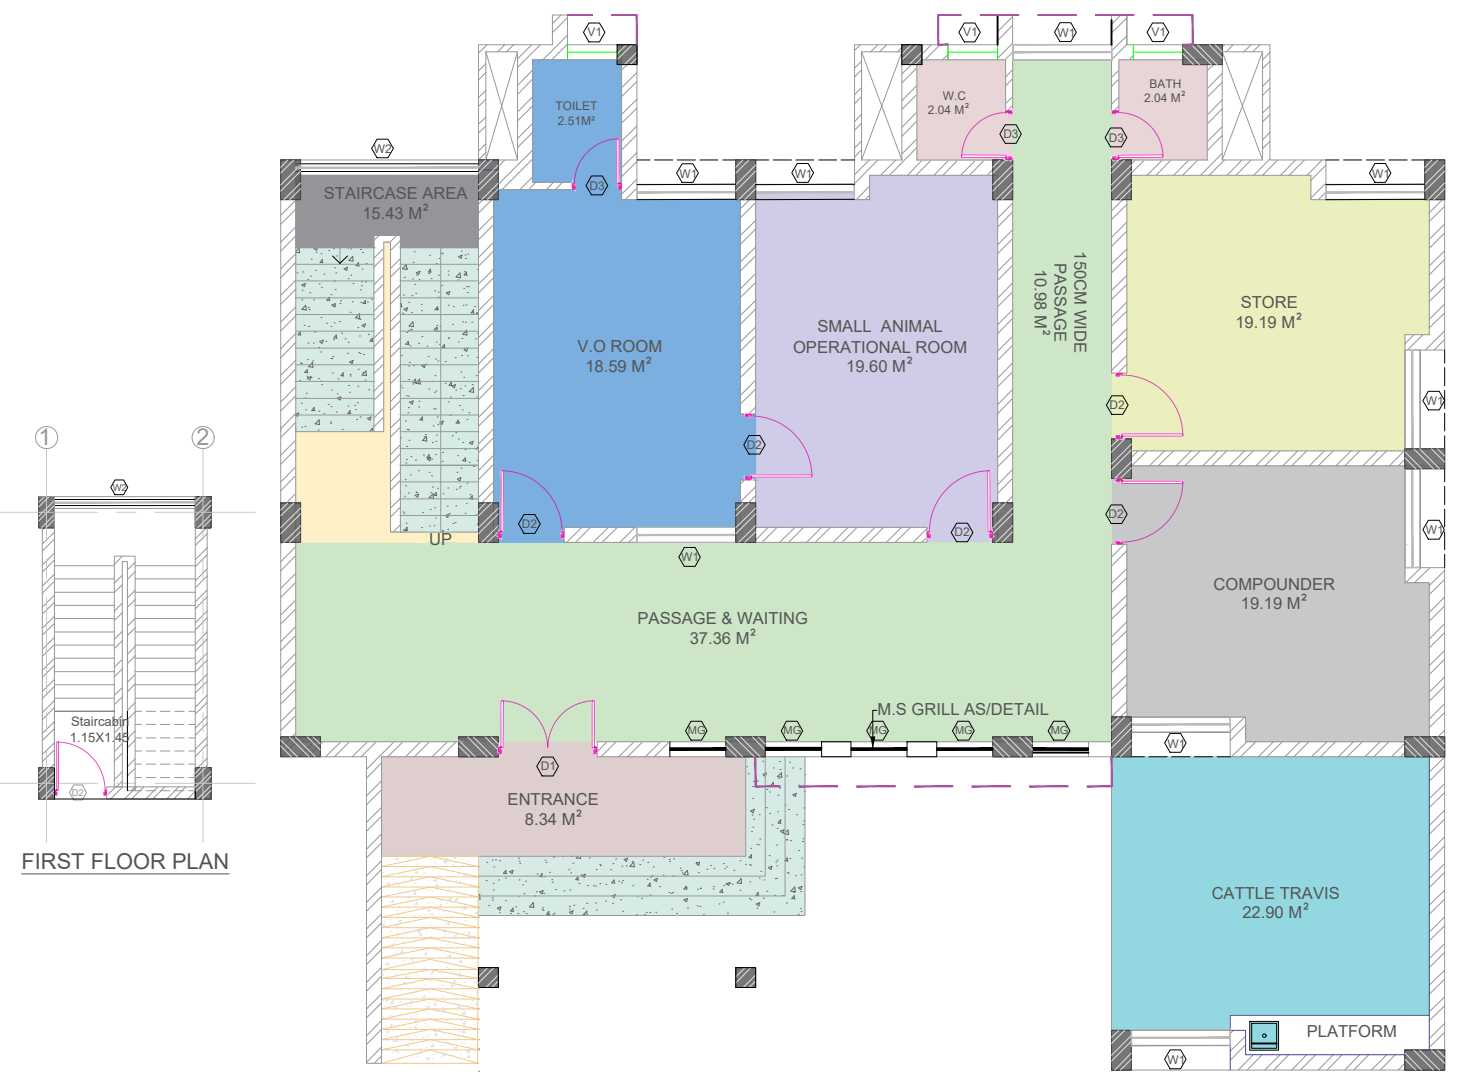 V1
V1
W1
V1
TOILET
2.51M²
W.C
2.04 M²
BATH
2.04 M²
D3
D3
W2
W1
W1
W1
D3
STAIRCASE AREA
15.43 M²
150CM WIDE
PASSAGE
10.98 M²
STORE
19.19 M²
SMALL ANIMAL
OPERATIONAL ROOM
19.60 M²
V.O ROOM
18.59 M²
W1
D2
1
2
D2
W2
D2
D2
D2
W1
UP
W1
COMPOUNDER
19.19 M²
PASSAGE & WAITING
37.36 M²
M.S GRILL AS/DETAIL
MG
MG
MG
MG
MG
W1
Staircabin
1.15X1.45
D1
D2
ENTRANCE
8.34 M²
FIRST FLOOR PLAN
CATTLE TRAVIS
22.90 M²
PLATFORM
W1